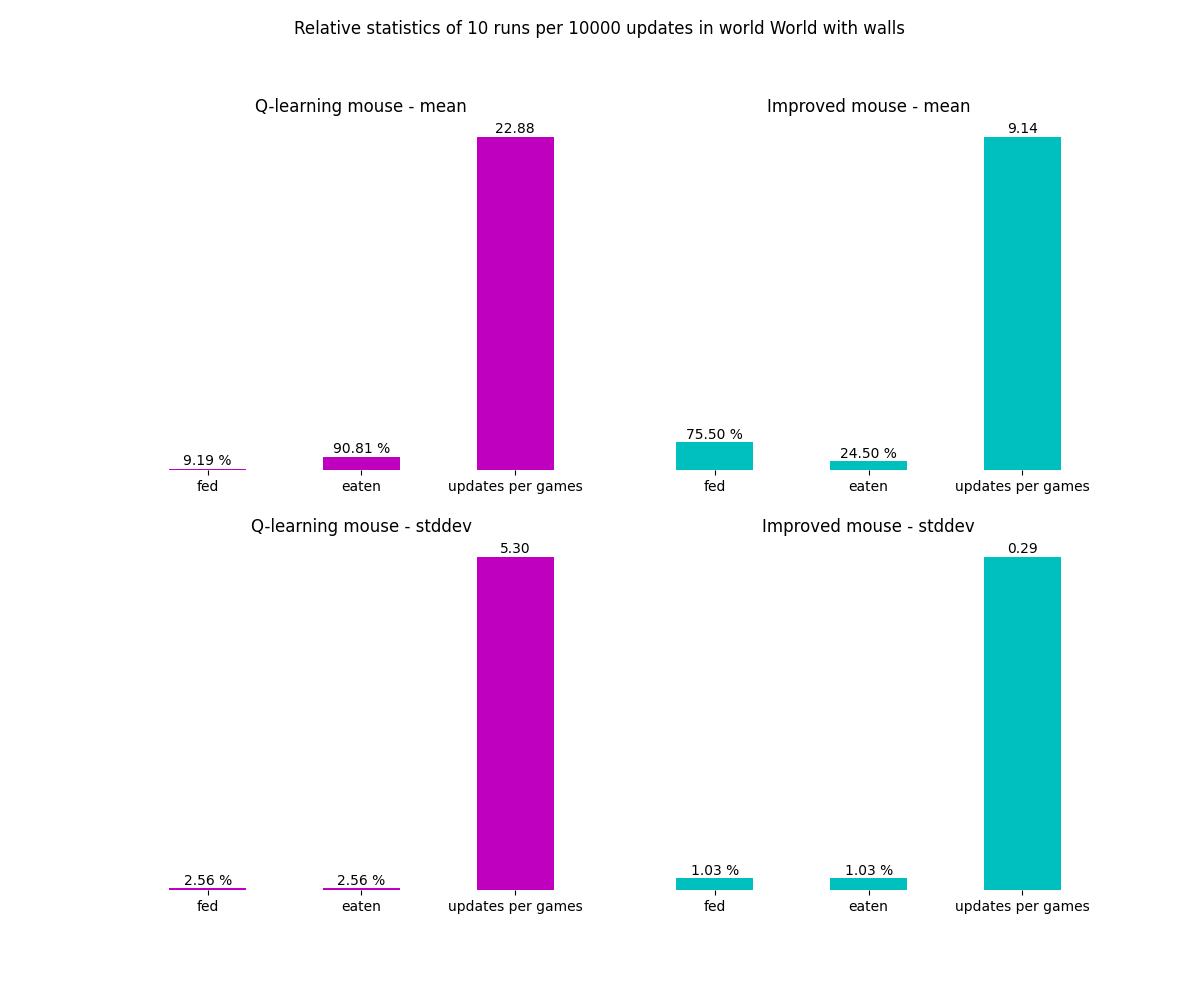 Relative statistics of 10 runs per 10000 updates in world World with walls
Q-learning mouse - mean
22.88
90.81 %
9.19 %
fed
eaten
updates per games
Improved mouse - mean
9.14
75.50 %
24.50 %
fed
eaten
updates per games
Q-learning mouse - stddev
5.30
2.56 %
2.56 %
fed
eaten
updates per games
Improved mouse - stddev
0.29
1.03 %
1.03 %
fed
eaten
updates per games